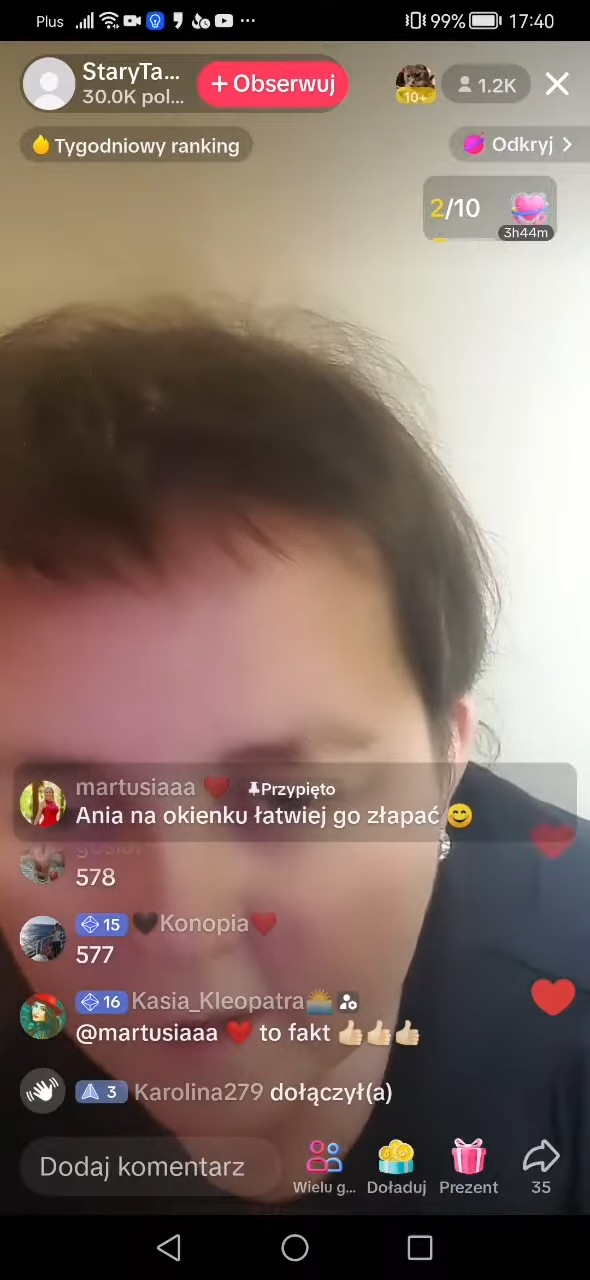 Plus 99% 17:40
StaryTa...
30.0K pol...
+ Obserwuj
10+
1.2K
Tygodniowy ranking
Odkryj >
2/10
3h44m
martusiaaa ❤️ Przypięto
Ania na okienku łatwiej go złapać 😊
578
15 🖤Konopia❤️
577
16 Kasia_Kleopatra🌅
@martusiaaa ❤️ to fakt 👍🏼👍🏼👍🏼
3 Karolina279 dołączył(a)
Dodaj komentarz
Wielu g...
Doładuj
Prezent
35